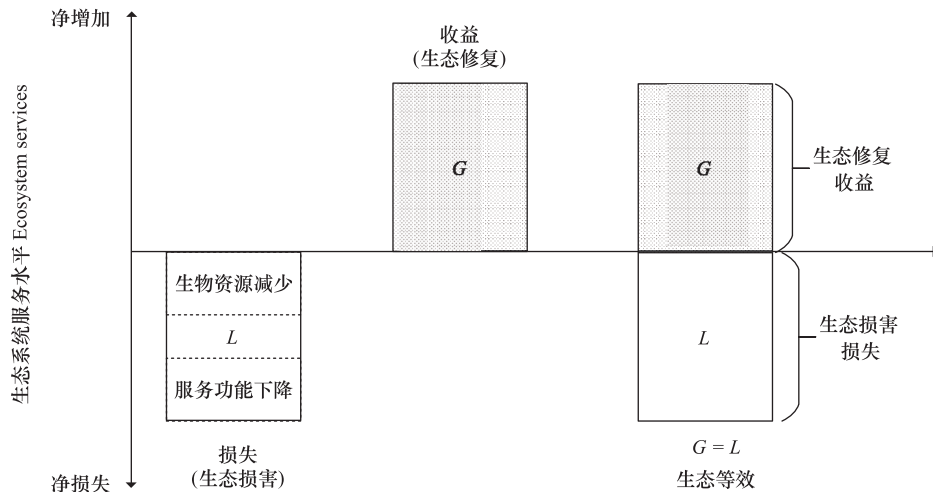 净增加
生态系统服务水平 Ecosystem services
净损失
生物资源减少
L
服务功能下降
损失
(生态损害)
收益
(生态修复)
G
G
L
G = L
生态等效
生态修复
收益
生态损害
损失